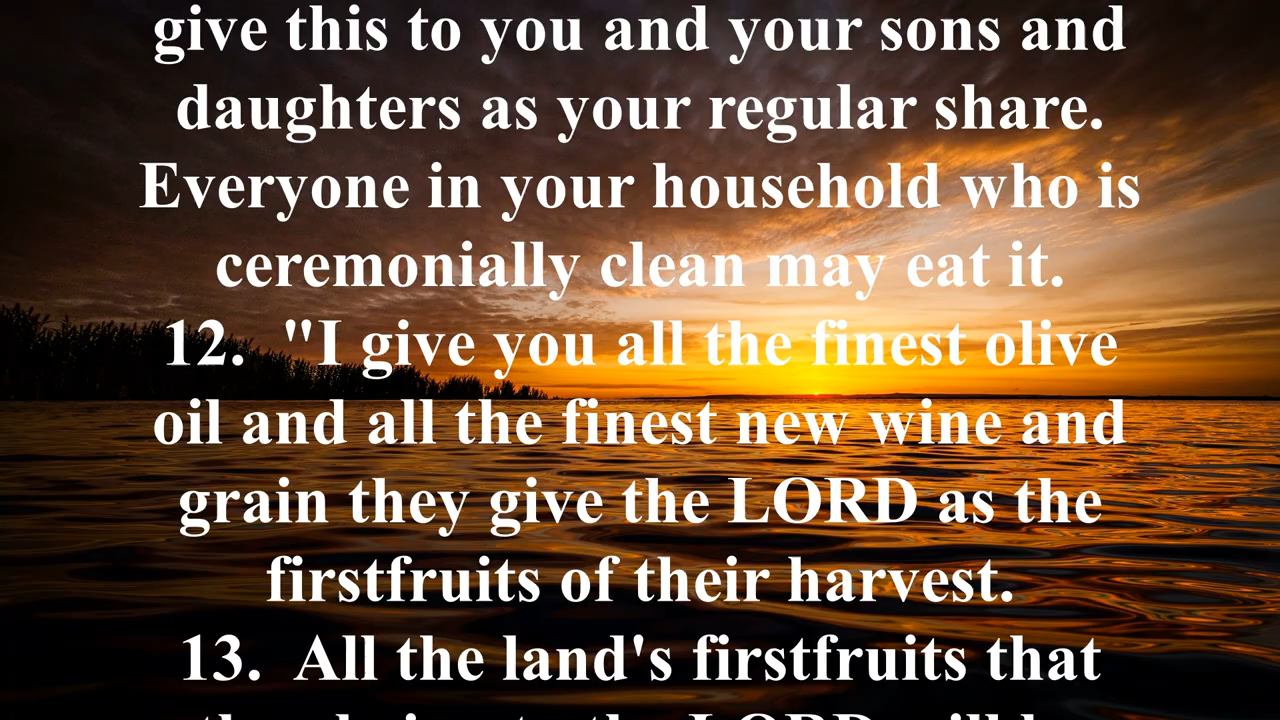 give this to you and your sons and
daughters as your regular share.
Everyone in your household who is
ceremonially clean may eat it.
12.  "I give you all the finest olive
oil and all the finest new wine and
grain they give the LORD as the
firstfruits of their harvest.
13.  All the land's firstfruits that